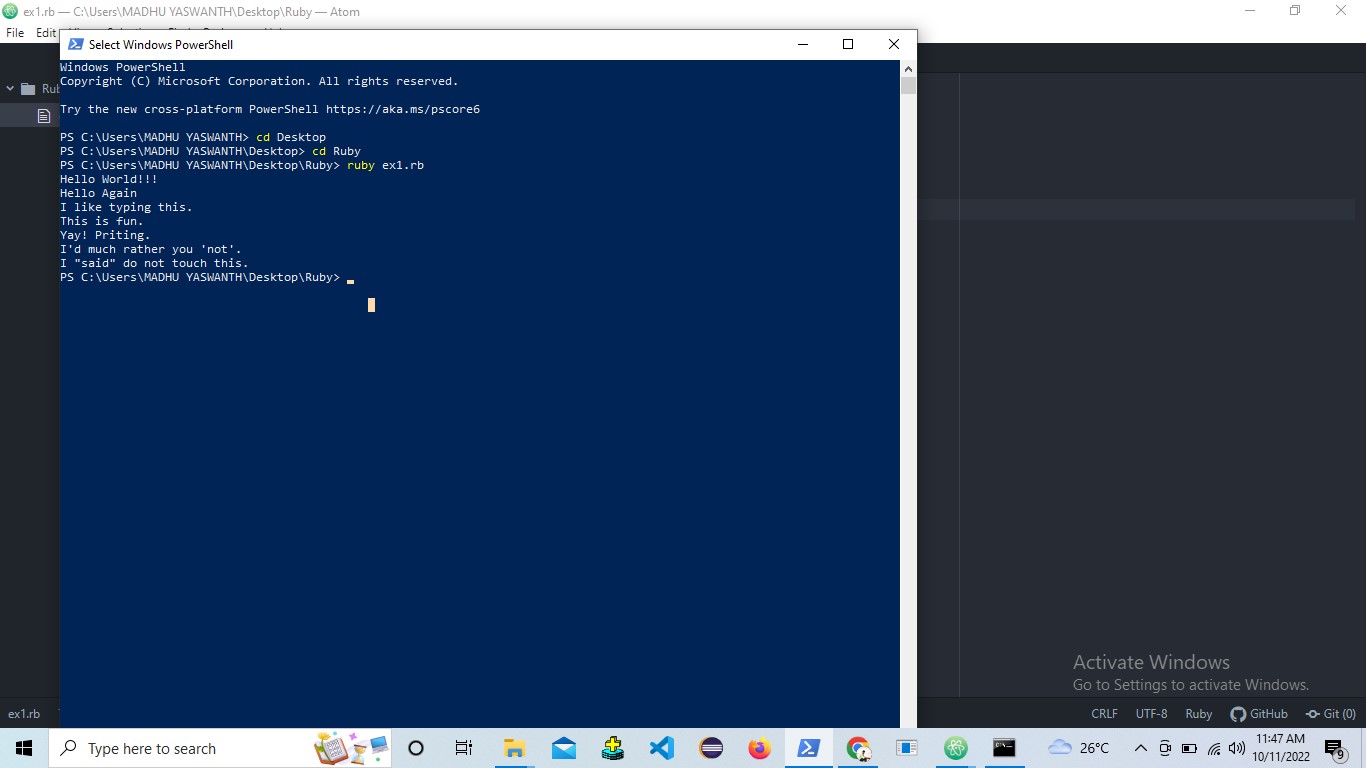 ex1.rb — C:\Users\MADHU YASWANTH\Desktop\Ruby — Atom
File Edit
Select Windows PowerShell
Windows PowerShell
Copyright (C) Microsoft Corporation. All rights reserved.
Try the new cross-platform PowerShell https://aka.ms/pscore6
PS C:\Users\MADHU YASWANTH> cd Desktop
PS C:\Users\MADHU YASWANTH\Desktop> cd Ruby
PS C:\Users\MADHU YASWANTH\Desktop\Ruby> ruby ex1.rb
Hello World!!!
Hello Again
I like typing this.
This is fun.
Yay! Priting.
I'd much rather you 'not'.
I "said" do not touch this.
PS C:\Users\MADHU YASWANTH\Desktop\Ruby>
Activate Windows
Go to Settings to activate Windows.
ex1.rb CRLF UTF-8 Ruby GitHub Git (0)
Type here to search 26°C 11:47 AM
10/11/2022 9